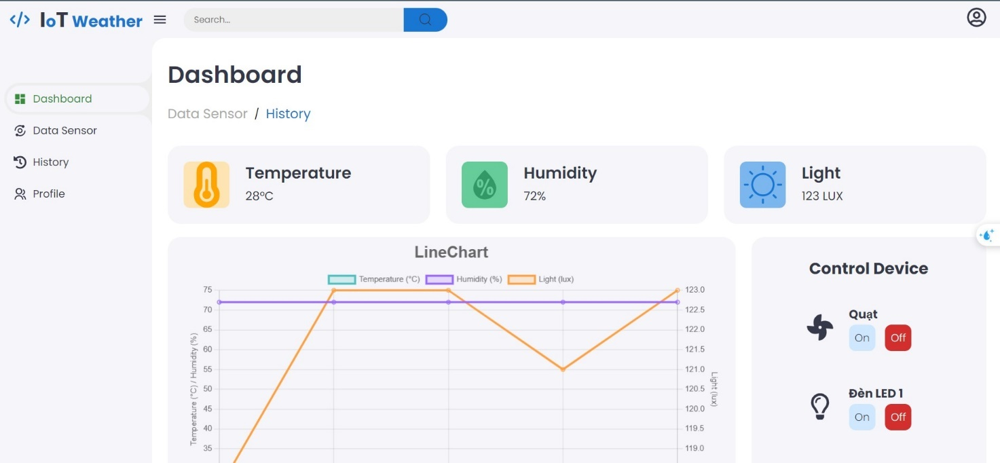 </> IoT Weather
Search...
Dashboard
Data Sensor
History
Profile
Dashboard
Data Sensor / History
Temperature
28°C
Humidity
72%
Light
123 LUX
LineChart
Temperature (°C) Humidity (%) Light (lux)
75
70
65
60
55
50
45
40
35
Temperature (°C) / Humidity (%)
123.0
122.5
122.0
121.5
121.0
120.5
120.0
119.5
119.0
Light (lux)
Control Device
Quạt
On Off
Đèn LED 1
On Off